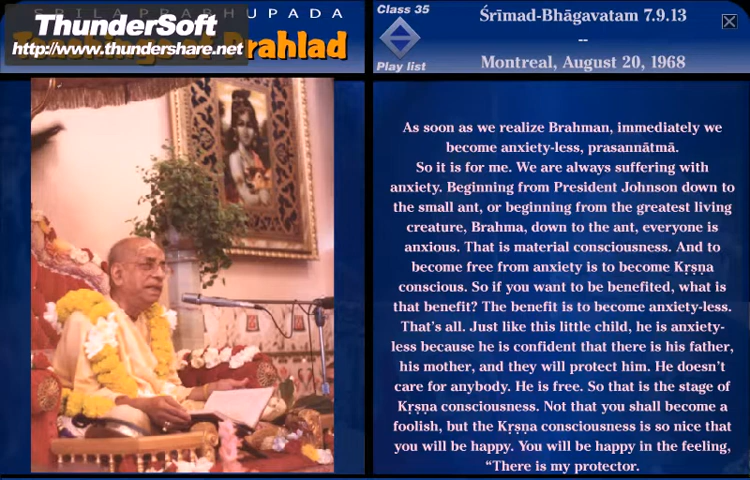 SRILA PRABHUPADA
ThunderSoft
http://www.thundershare.net
Prahlad
Class 35
Play list
Śrīmad-Bhāgavatam 7.9.13
--
Montreal, August 20, 1968
As soon as we realize Brahman, immediately we
become anxiety-less, prasannātmā.
So it is for me. We are always suffering with
anxiety. Beginning from President Johnson down to
the small ant, or beginning from the greatest living
creature, Brahma, down to the ant, everyone is
anxious. That is material consciousness. And to
become free from anxiety is to become Kṛṣṇa
conscious. So if you want to be benefited, what is
that benefit? The benefit is to become anxiety-less.
That's all. Just like this little child, he is anxiety-
less because he is confident that there is his father,
his mother, and they will protect him. He doesn't
care for anybody. He is free. So that is the stage of
Kṛṣṇa consciousness. Not that you shall become a
foolish, but the Kṛṣṇa consciousness is so nice that
you will be happy. You will be happy in the feeling,
“There is my protector.